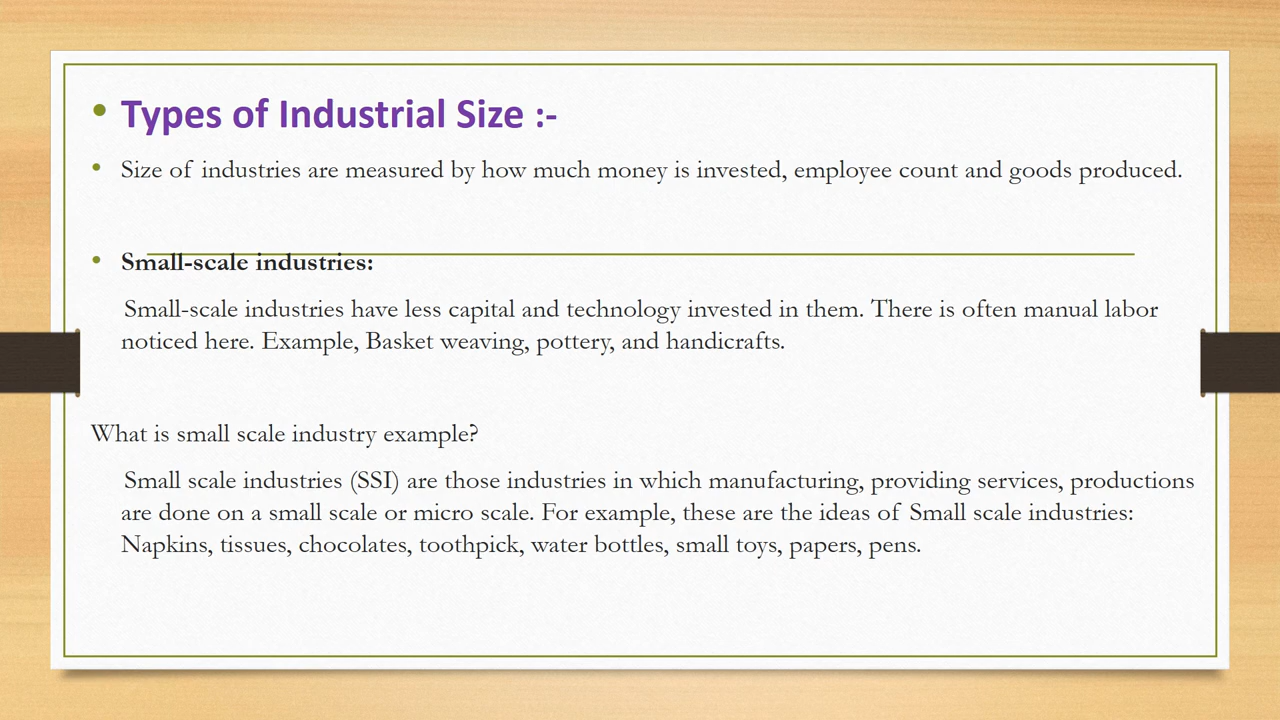 Types of Industrial Size :-
Size of industries are measured by how much money is invested, employee count and goods produced.
Small-scale industries:
Small-scale industries have less capital and technology invested in them. There is often manual labor
noticed here. Example, Basket weaving, pottery, and handicrafts.
What is small scale industry example?
Small scale industries (SSI) are those industries in which manufacturing, providing services, productions
are done on a small scale or micro scale. For example, these are the ideas of Small scale industries:
Napkins, tissues, chocolates, toothpick, water bottles, small toys, papers, pens.